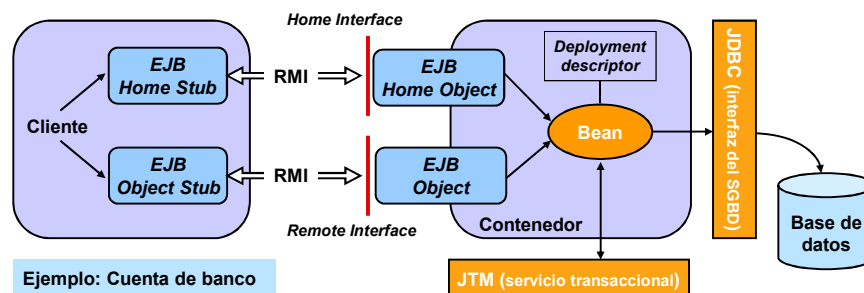 Home Interface
EJB
Home Stub
RMI
EJB
Home Object
Deployment
descriptor
Cliente
Bean
JDBC (interfaz del SGBD)
EJB
Object Stub
RMI
EJB
Object
Remote Interface
Contenedor
Base de
datos
Ejemplo: Cuenta de banco
JTM (servicio transaccional)